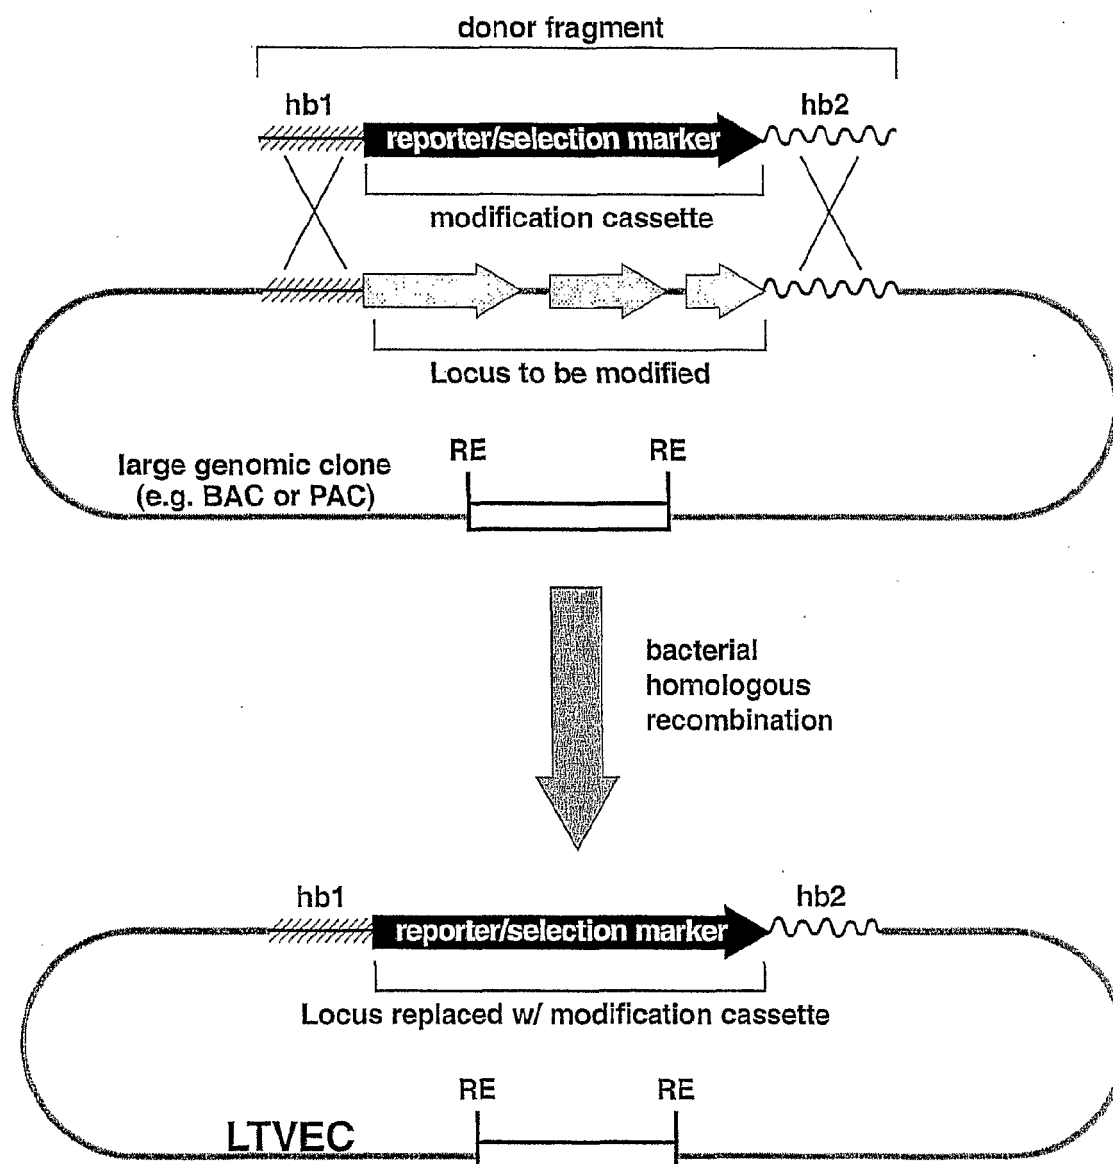 donor fragment
hb1
hb2
reporter/selection marker
modification cassette
Locus to be modified
large genomic clone
(e.g. BAC or PAC)
RE
RE
bacterial
homologous
recombination
hb1
hb2
reporter/selection marker
Locus replaced w/ modification cassette
RE
RE
LTVEC